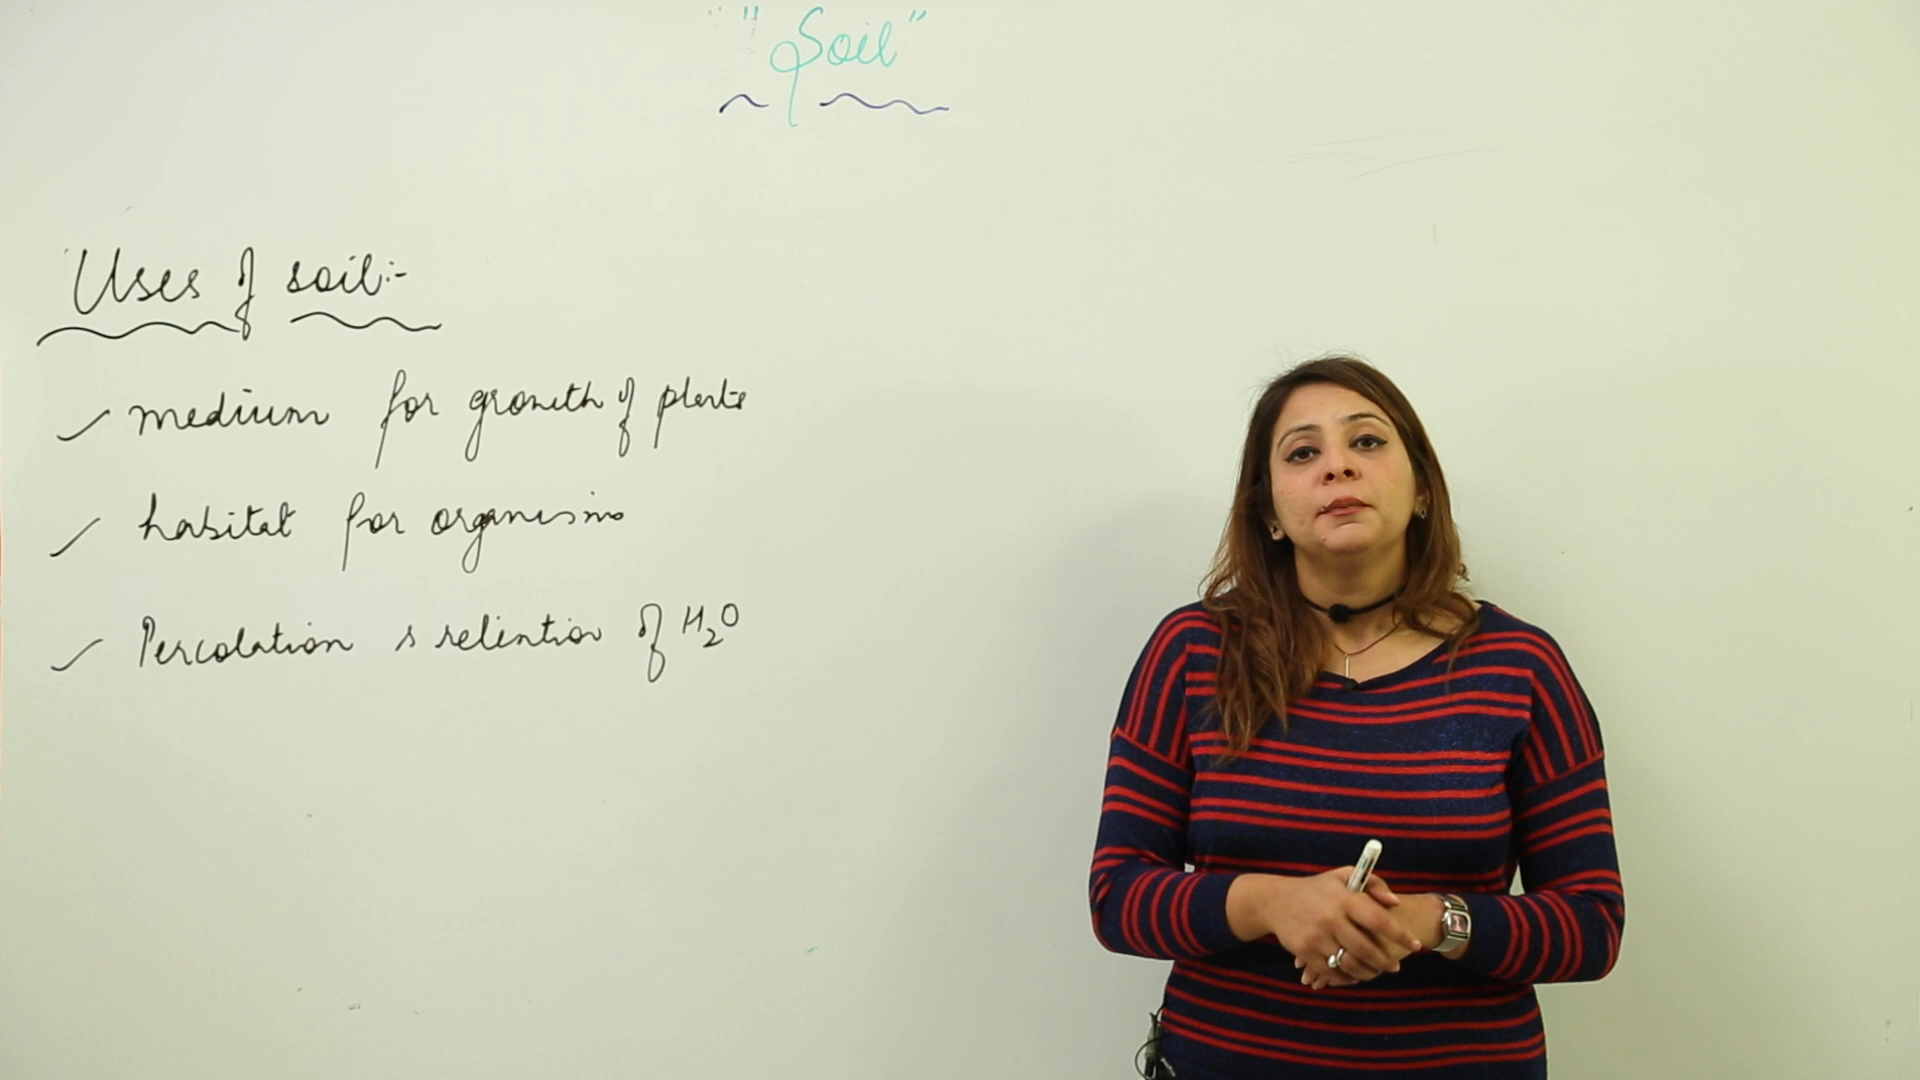 "Soil"
Uses of soil:-
medium for growth of plants
habitat for organisms
Percolation & retention of H₂O